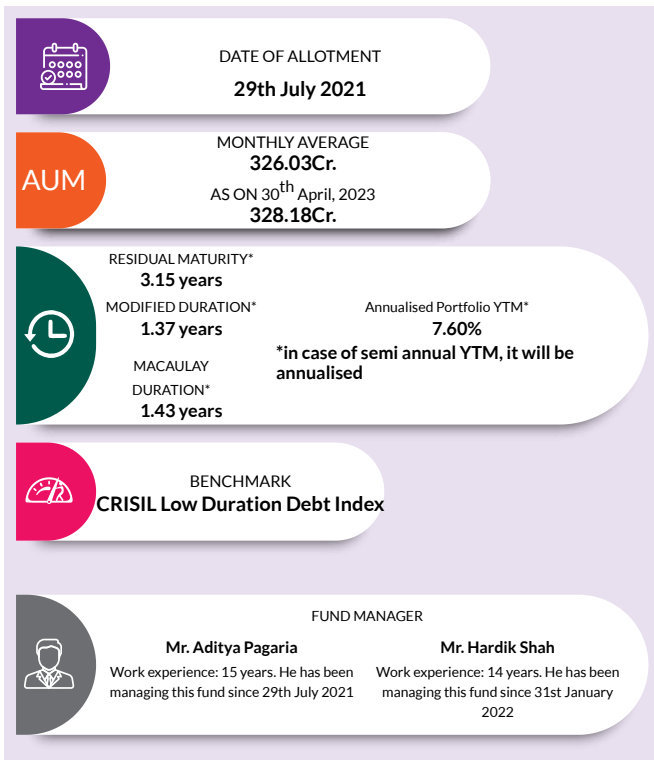 DATE OF ALLOTMENT
29th July 2021
AUM
MONTHLY AVERAGE
326.03Cr.
AS ON 30th April, 2023
328.18Cr.
RESIDUAL MATURITY*
3.15 years
MODIFIED DURATION*
1.37 years
MACAULAY
DURATION*
1.43 years
Annualised Portfolio YTM*
7.60%
*in case of semi annual YTM, it will be
annualised
BENCHMARK
CRISIL Low Duration Debt Index
FUND MANAGER
Mr. Aditya Pagaria
Work experience: 15 years. He has been
managing this fund since 29th July 2021
Mr. Hardik Shah
Work experience: 14 years. He has been
managing this fund since 31st January
2022